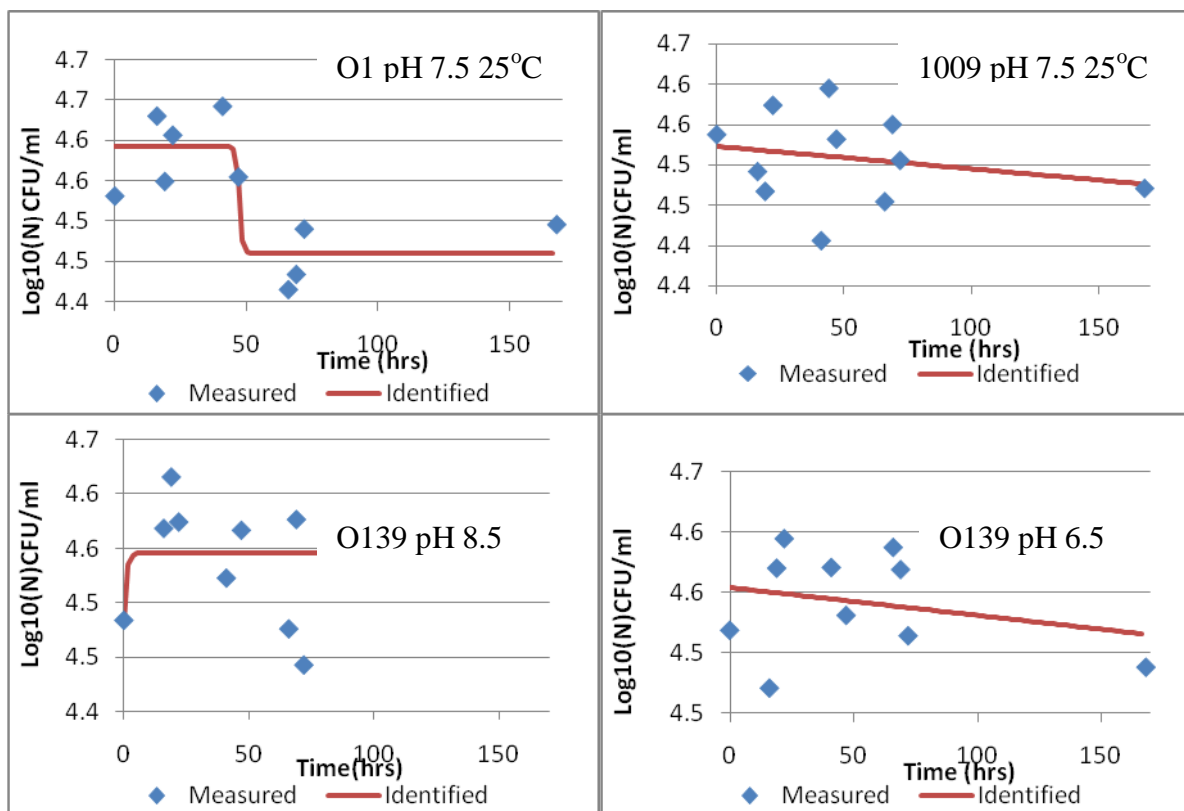 O1 pH 7.5 25°C
Log10(N) CFU/ml
4.7
4.7
4.6
4.6
4.5
4.5
4.4
0 50 100 150
Time (hrs)
Measured Identified
1009 pH 7.5 25°C
Log10(N)CFU/ml
4.7
4.6
4.6
4.5
4.5
4.4
4.4
0 50 100 150
Time (hrs)
Measured Identified
O139 pH 8.5
Log10(N)CFU/ml
4.7
4.6
4.6
4.5
4.5
4.4
0 50 100 150
Time(hrs)
Measured Identified
O139 pH 6.5
Log10(N)CFU/ml
4.7
4.6
4.6
4.5
4.5
0 50 100 150
Time (hrs)
Measured Identified